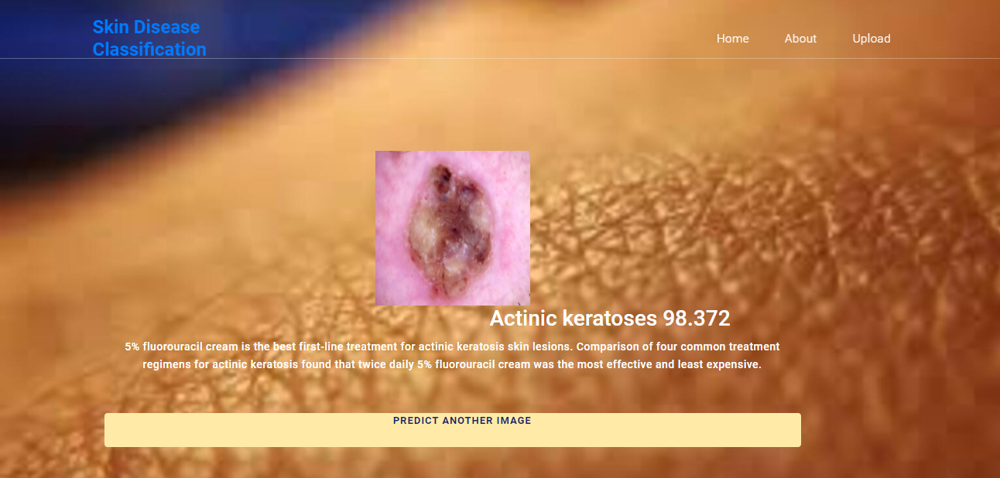 Skin Disease
Classification
Home About Upload
Actinic keratoses 98.372
5% fluorouracil cream is the best first-line treatment for actinic keratosis skin lesions. Comparison of four common treatment
regimens for actinic keratosis found that twice daily 5% fluorouracil cream was the most effective and least expensive.
PREDICT ANOTHER IMAGE